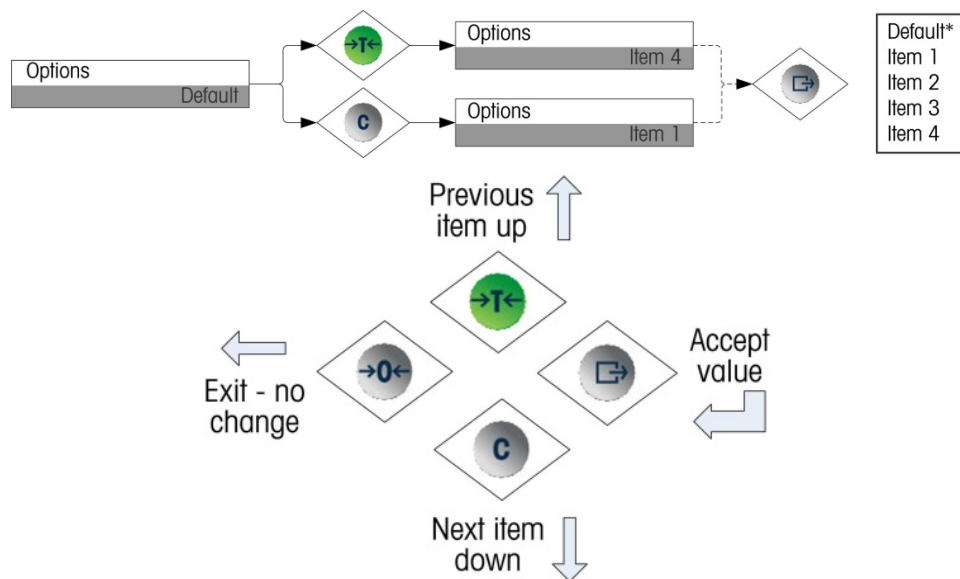 Options
Default
→T←
C
Options
Item 4
Options
Item 1
Default*
Item 1
Item 2
Item 3
Item 4
Previous
item up
→T←
Exit - no
change
→0←
Accept
value
C
Next item
down